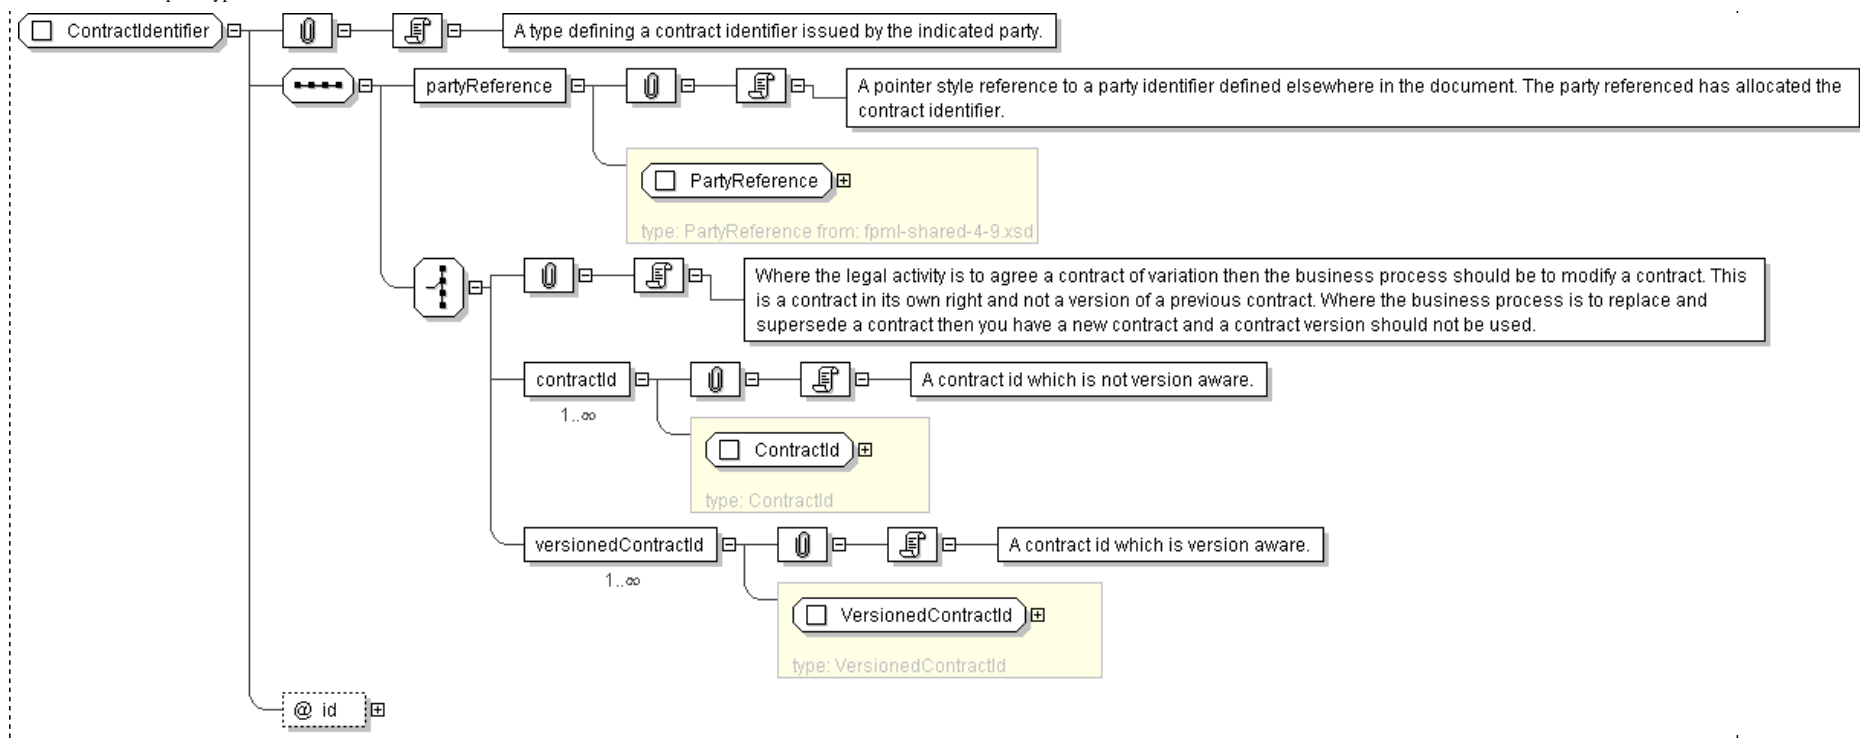 ContractIdentifier
A type defining a contract identifier issued by the indicated party.
partyReference
A pointer style reference to a party identifier defined elsewhere in the document. The party referenced has allocated the
contract identifier.
PartyReference
type: PartyReference from: fpml-shared-4-9.xsd
Where the legal activity is to agree a contract of variation then the business process should be to modify a contract. This
is a contract in its own right and not a version of a previous contract. Where the business process is to replace and
supersede a contract then you have a new contract and a contract version should not be used.
contractId
A contract id which is not version aware.
1..∞
ContractId
type: ContractId
versionedContractId
A contract id which is version aware.
1..∞
VersionedContractId
type: VersionedContractId
@ id